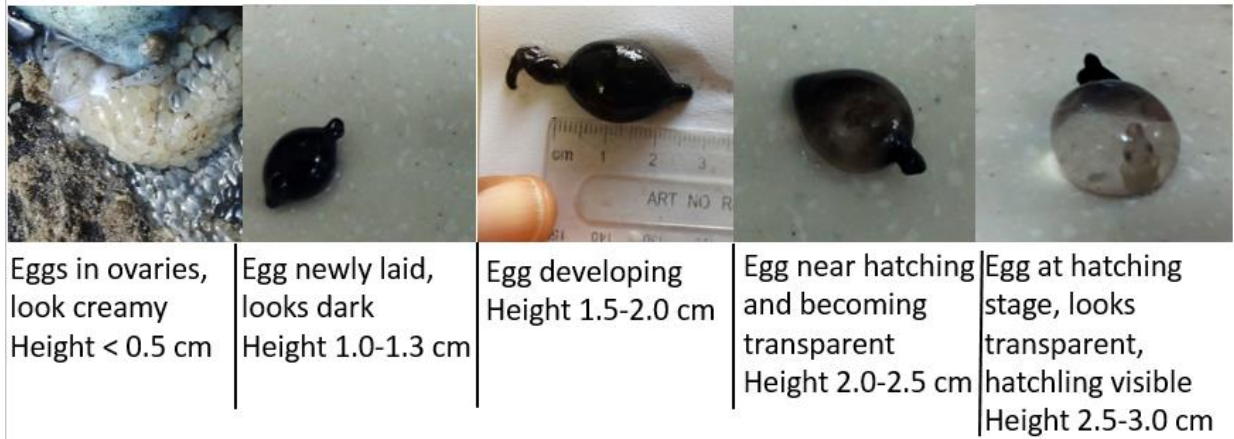 cm 1 2 3
ART NO R
Eggs in ovaries,
look creamy
Height < 0.5 cm
Egg newly laid,
looks dark
Height 1.0-1.3 cm
Egg developing
Height 1.5-2.0 cm
Egg near hatching
and becoming
transparent
Height 2.0-2.5 cm
Egg at hatching
stage, looks
transparent,
hatchling visible
Height 2.5-3.0 cm